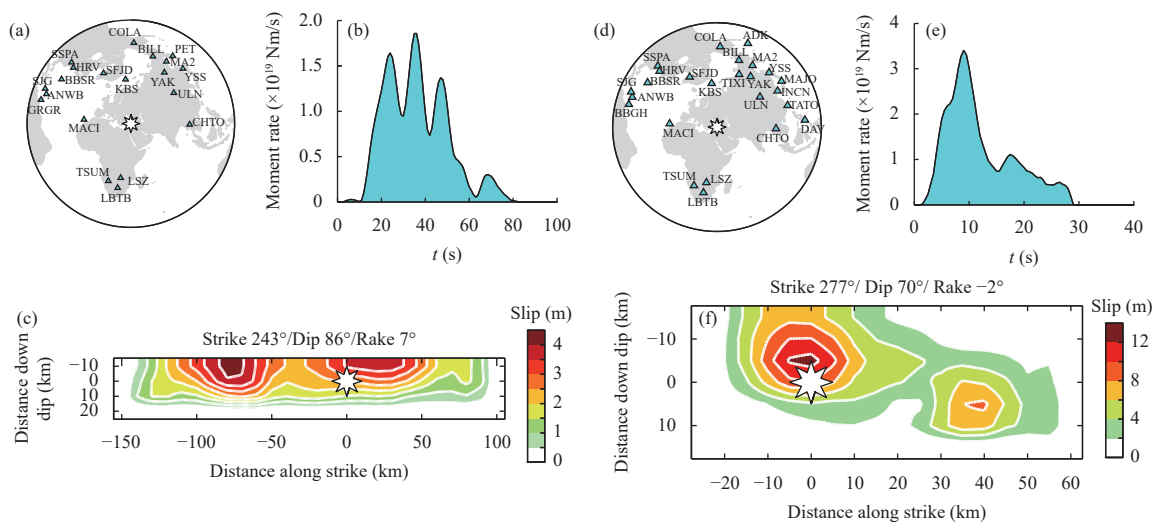 (a)
COLA
BILL
PET
SSPA
HRV
SFJD
MA2
SJG
BBSR
KBS
YAK
YSS
ANWB
ULN
GRGR
MACI
CHTO
TSUM
LSZ
LBTB
(b)
Moment rate (×10¹⁹ Nm/s)
2.0
1.5
1.0
0.5
0
0
20
40
60
80
100
t (s)
(d)
COLA
ADK
BILL
MA2
SSPA
HRV
SFJD
YSS
SJG
BBSR
TIXI
YAK
MAJO
KBS
INCN
ANWB
ULN
TATO
BBGH
MACI
CHTO
DAV
TSUM
LSZ
LBTB
(e)
Moment rate (×10¹⁹ Nm/s)
4
3
2
1
0
0
10
20
30
40
t (s)
(c)
Strike 243°/Dip 86°/Rake 7°
Slip (m)
Distance down
dip (km)
−10
0
10
20
−150
−100
−50
0
50
100
Distance along strike (km)
4
3
2
1
0
Strike 277°/ Dip 70°/ Rake −2°
(f)
Slip (m)
Distance down dip (km)
−10
0
10
−20
−10
0
10
20
30
40
50
60
Distance along strike (km)
12
8
4
0